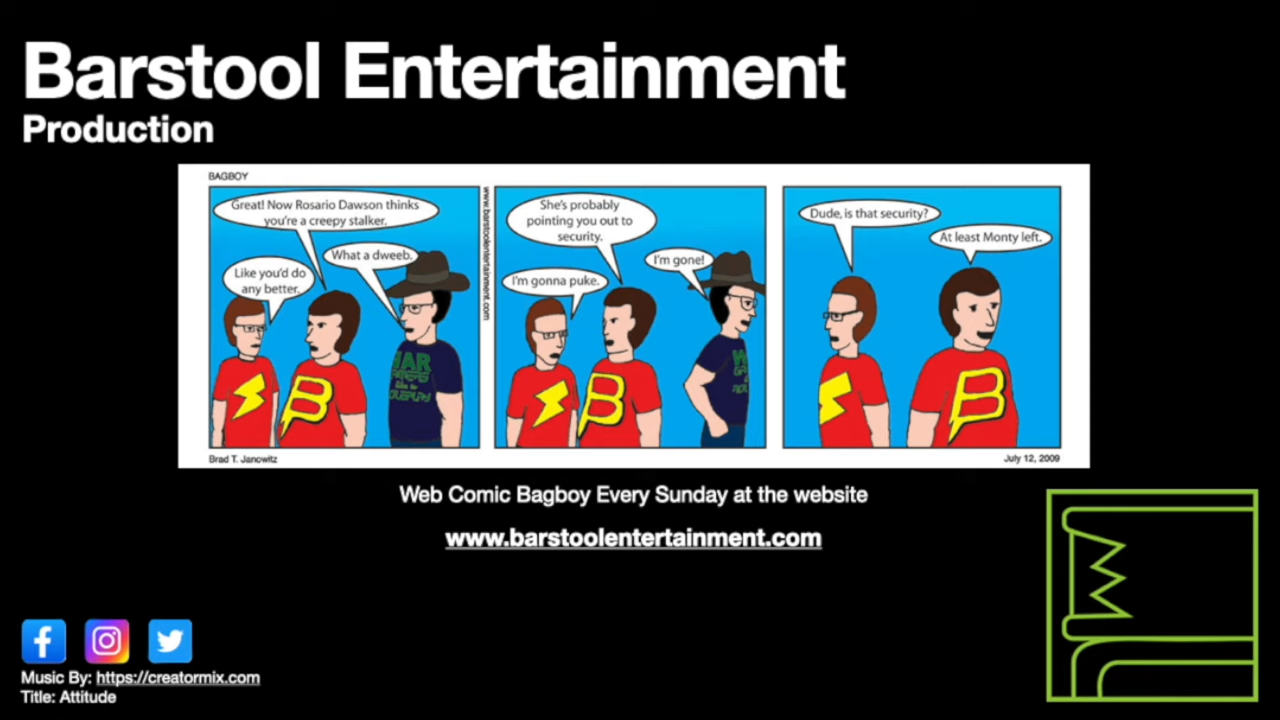 Barstool Entertainment
Production
BAGBOY
Great! Now Rosario Dawson thinks
you're a creepy stalker.
What a dweeb.
Like you'd do
any better.
www.barstoolentertainment.com
She's probably
pointing you out to
security.
I'm gone!
I'm gonna puke.
Dude, is that security?
At least Monty left.
B
B
B
Brad T. Janowitz
July 12, 2009
Web Comic Bagboy Every Sunday at the website
www.barstoolentertainment.com
Music By: https://creatormix.com
Title: Attitude